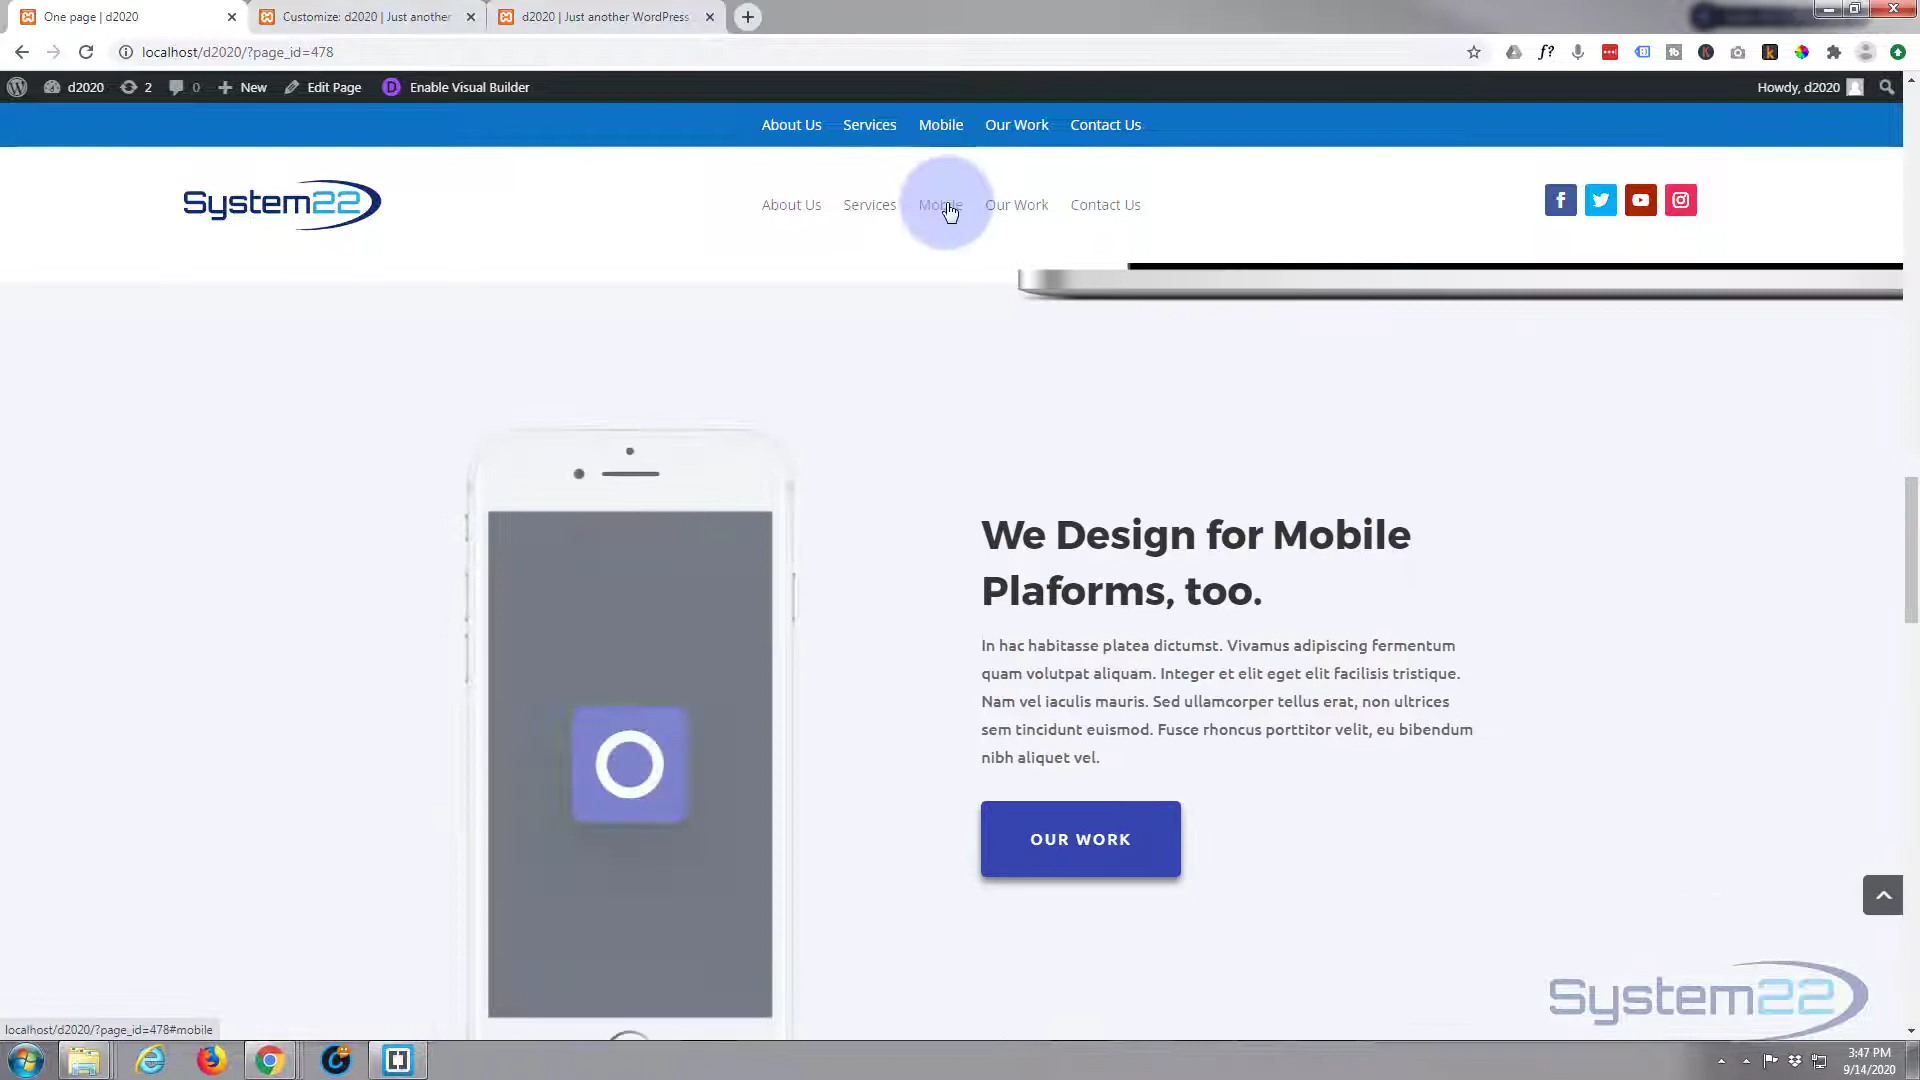 One page | d2020
Customize: d2020 | Just another
d2020 | Just another WordPress
localhost/d2020/?page_id=478
d2020 2 0 New Edit Page Enable Visual Builder Howdy, d2020
About Us Services Mobile Our Work Contact Us
System22 About Us Services Mobile Our Work Contact Us
We Design for Mobile
Plaforms, too.
In hac habitasse platea dictumst. Vivamus adipiscing fermentum
quam volutpat aliquam. Integer et elit eget elit facilisis tristique.
Nam vel iaculis mauris. Sed ullamcorper tellus erat, non ultrices
sem tincidunt euismod. Fusce rhoncus porttitor velit, eu bibendum
nibh aliquet vel.
OUR WORK
System22
localhost/d2020/?page_id=478#mobile
3:47 PM
9/14/2020